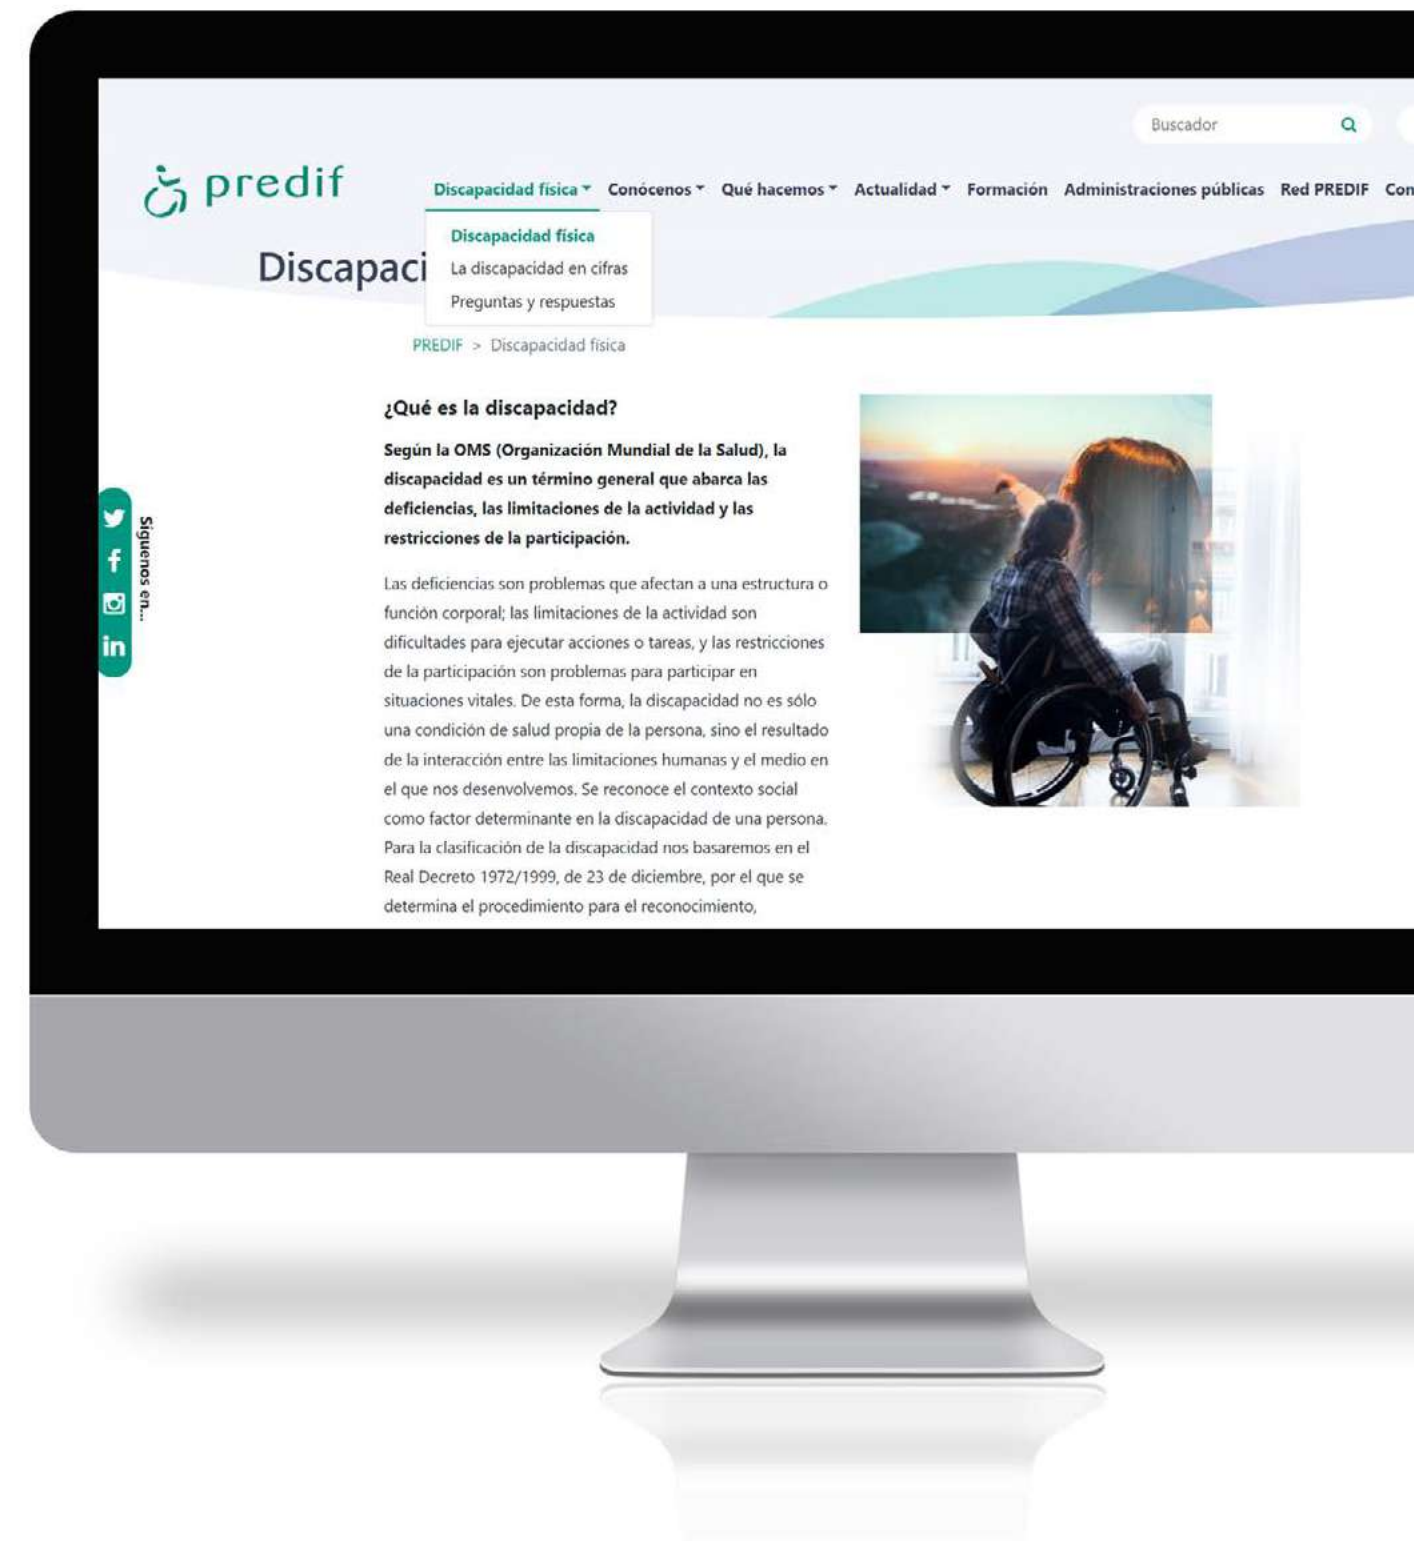 Buscador
predif
Discapacidad física Conócenos Qué hacemos Actualidad Formación Administraciones públicas Red PREDIF Con
Discapacidad física
La discapacidad en cifras
Preguntas y respuestas
Discapaci
PREDIF > Discapacidad física
¿Qué es la discapacidad?
Según la OMS (Organización Mundial de la Salud), la
discapacidad es un término general que abarca las
deficiencias, las limitaciones de la actividad y las
restricciones de la participación.
Las deficiencias son problemas que afectan a una estructura o
función corporal; las limitaciones de la actividad son
dificultades para ejecutar acciones o tareas, y las restricciones
de la participación son problemas para participar en
situaciones vitales. De esta forma, la discapacidad no es sólo
una condición de salud propia de la persona, sino el resultado
de la interacción entre las limitaciones humanas y el medio en
el que nos desenvolvemos. Se reconoce el contexto social
como factor determinante en la discapacidad de una persona.
Para la clasificación de la discapacidad nos basaremos en el
Real Decreto 1972/1999, de 23 de diciembre, por el que se
determina el procedimiento para el reconocimiento,
Síguenos en...